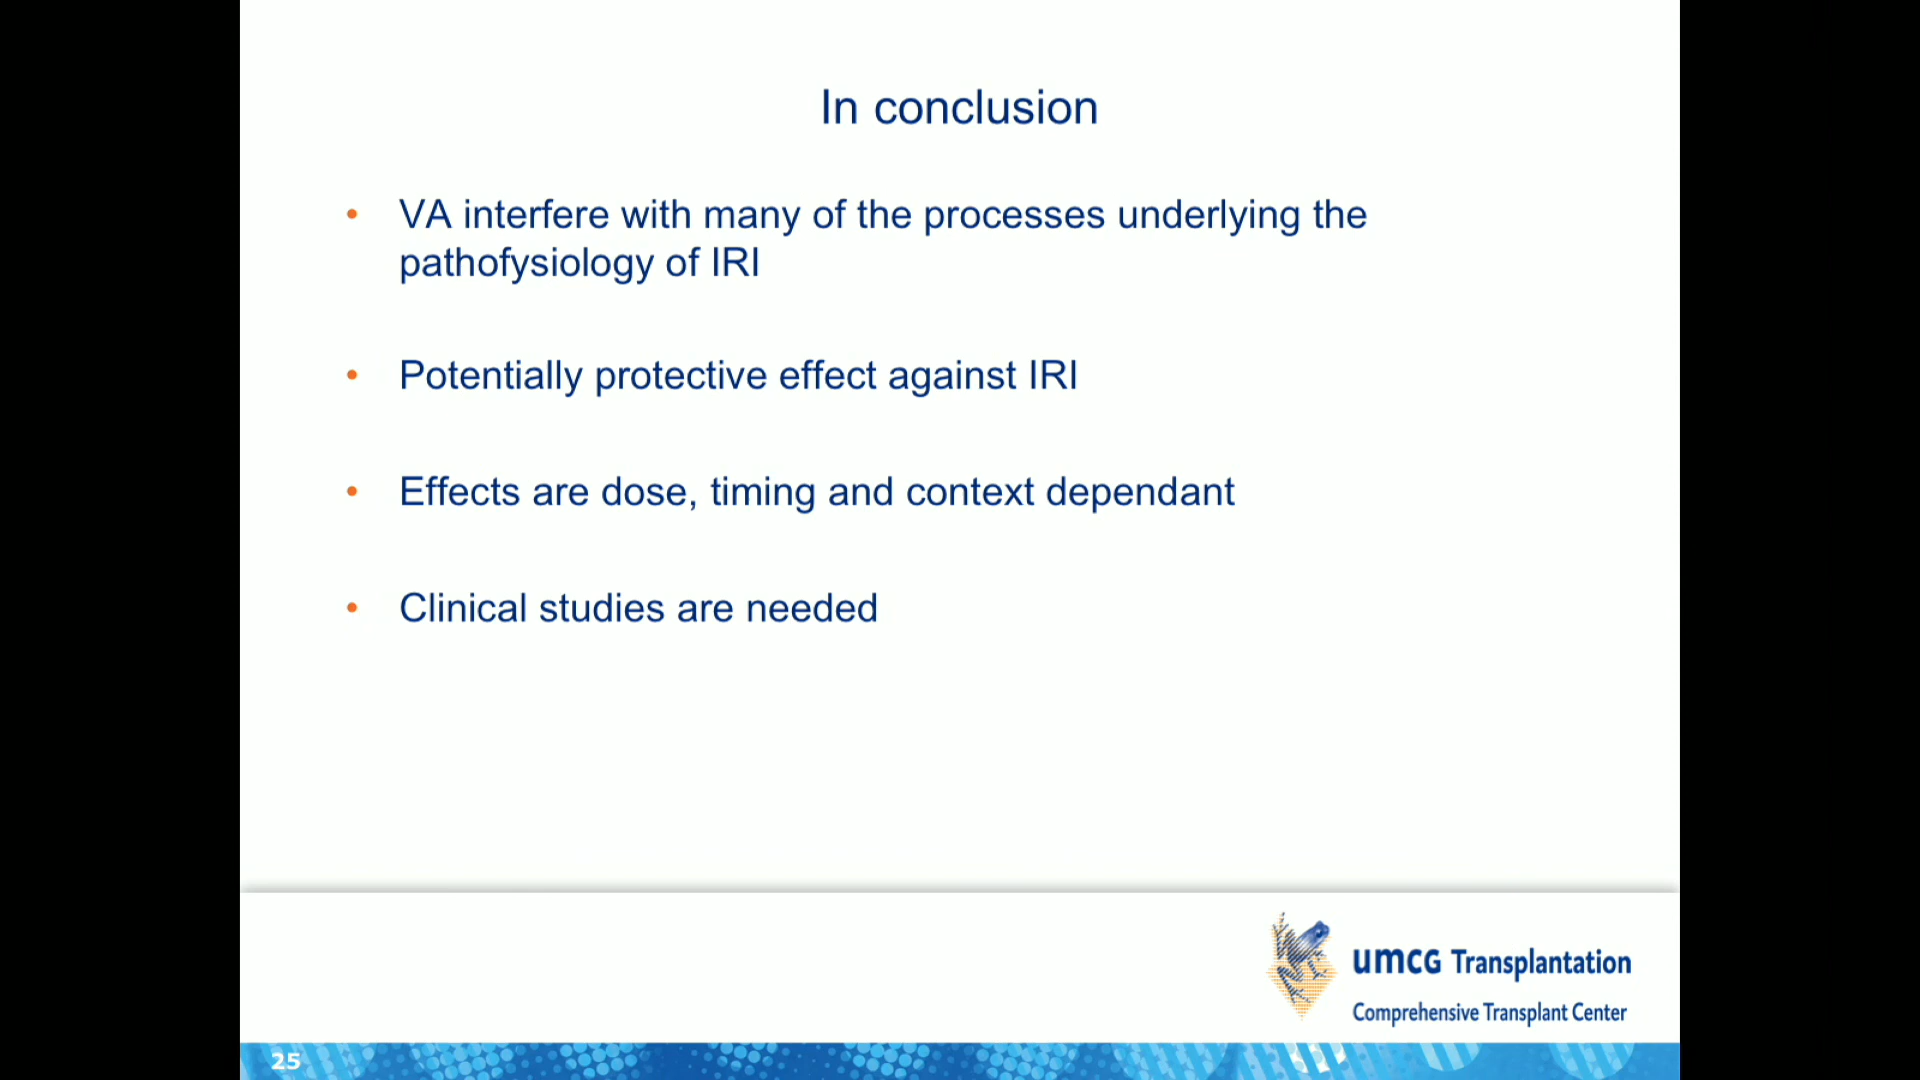 In conclusion
• VA interfere with many of the processes underlying the
pathofysiology of IRI
• Potentially protective effect against IRI
• Effects are dose, timing and context dependant
• Clinical studies are needed
umcg Transplantation
Comprehensive Transplant Center
25